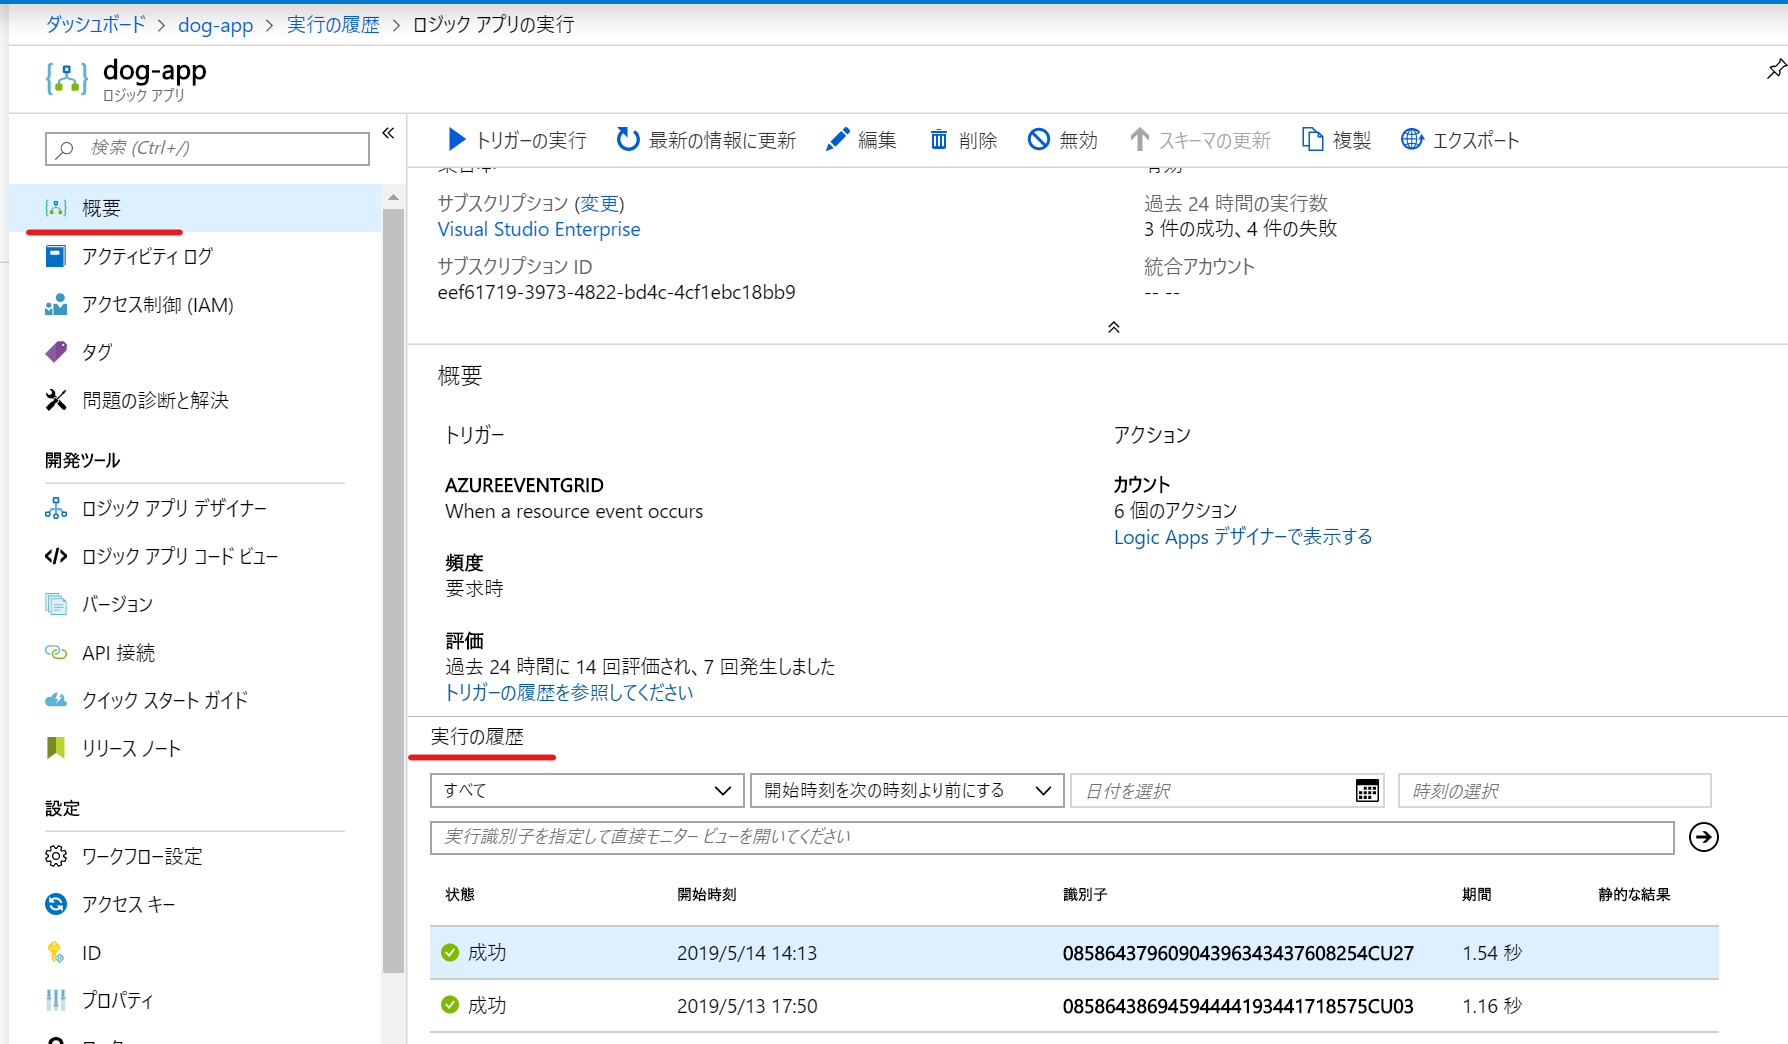 ダッシュボード > dog-app > 実行の履歴 > ロジック アプリの実行
dog-app
ロジック アプリ
検索 (Ctrl+/)
概要
アクティビティ ログ
アクセス制御 (IAM)
タグ
問題の診断と解決
開発ツール
ロジック アプリ デザイナー
ロジック アプリ コード ビュー
バージョン
API 接続
クイック スタート ガイド
リリース ノート
設定
ワークフロー設定
アクセス キー
ID
プロパティ
トリガーの実行 最新の情報に更新 編集 削除 無効 スキーマの更新 複製 エクスポート
サブスクリプション (変更)
Visual Studio Enterprise
サブスクリプション ID
eef61719-3973-4822-bd4c-4cf1ebc18bb9
過去 24 時間の実行数
3 件の成功、4 件の失敗
統合アカウント
-- --
概要
トリガー
AZUREEVENTGRID
When a resource event occurs
頻度
要求時
評価
過去 24 時間に 14 回評価され、7 回発生しました
トリガーの履歴を参照してください
アクション
カウント
6 個のアクション
Logic Apps デザイナーで表示する
実行の履歴
すべて 開始時刻を次の時刻より前にする 日付を選択 時刻の選択
実行識別子を指定して直接モニター ビューを開いてください
状態 開始時刻 識別子 期間 静的な結果
成功 2019/5/14 14:13 08586437960904396343437608254CU27 1.54 秒
成功 2019/5/13 17:50 08586438694594444193441718575CU03 1.16 秒